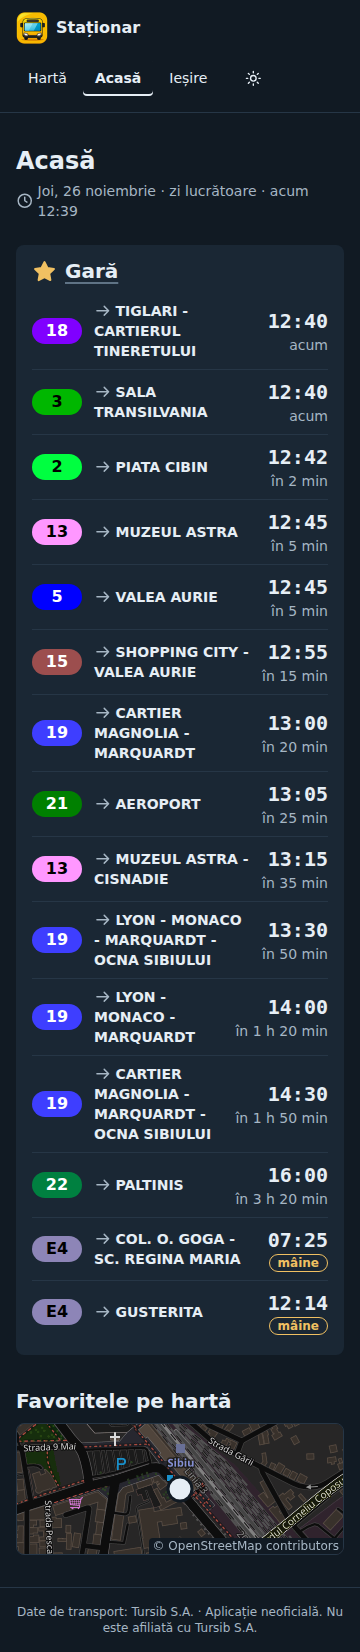 Staționar
Hartă
Acasă
Ieșire
Acasă
Joi, 26 noiembrie · zi lucrătoare · acum
12:39
Gară
18
→ TIGLARI -
CARTIERUL
TINERETULUI
12:40
acum
3
→ SALA
TRANSILVANIA
12:40
acum
2
→ PIATA CIBIN
12:42
în 2 min
13
→ MUZEUL ASTRA
12:45
în 5 min
5
→ VALEA AURIE
12:45
în 5 min
15
→ SHOPPING CITY -
VALEA AURIE
12:55
în 15 min
19
→ CARTIER
MAGNOLIA -
MARQUARDT
13:00
în 20 min
21
→ AEROPORT
13:05
în 25 min
13
→ MUZEUL ASTRA -
CISNADIE
13:15
în 35 min
19
→ LYON - MONACO
- MARQUARDT -
OCNA SIBIULUI
13:30
în 50 min
19
→ LYON -
MONACO -
MARQUARDT
14:00
în 1 h 20 min
19
→ CARTIER
MAGNOLIA -
MARQUARDT -
OCNA SIBIULUI
14:30
în 1 h 50 min
22
→ PALTINIS
16:00
în 3 h 20 min
E4
→ COL. O. GOGA -
SC. REGINA MARIA
07:25
mâine
E4
→ GUSTERITA
12:14
mâine
Favoritele pe hartă
Strada 9 Mai
P
Sibiu
Strada Gării
Strada Pesca
dul Corneliu Coposu
© OpenStreetMap contributors
Date de transport: Tursib S.A. · Aplicație neoficială. Nu
este afiliată cu Tursib S.A.